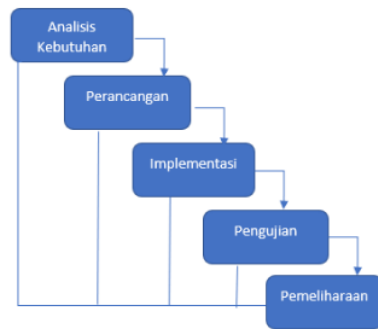 Analisis
Kebutuhan
Perancangan
Implementasi
Pengujian
Pemeliharaan